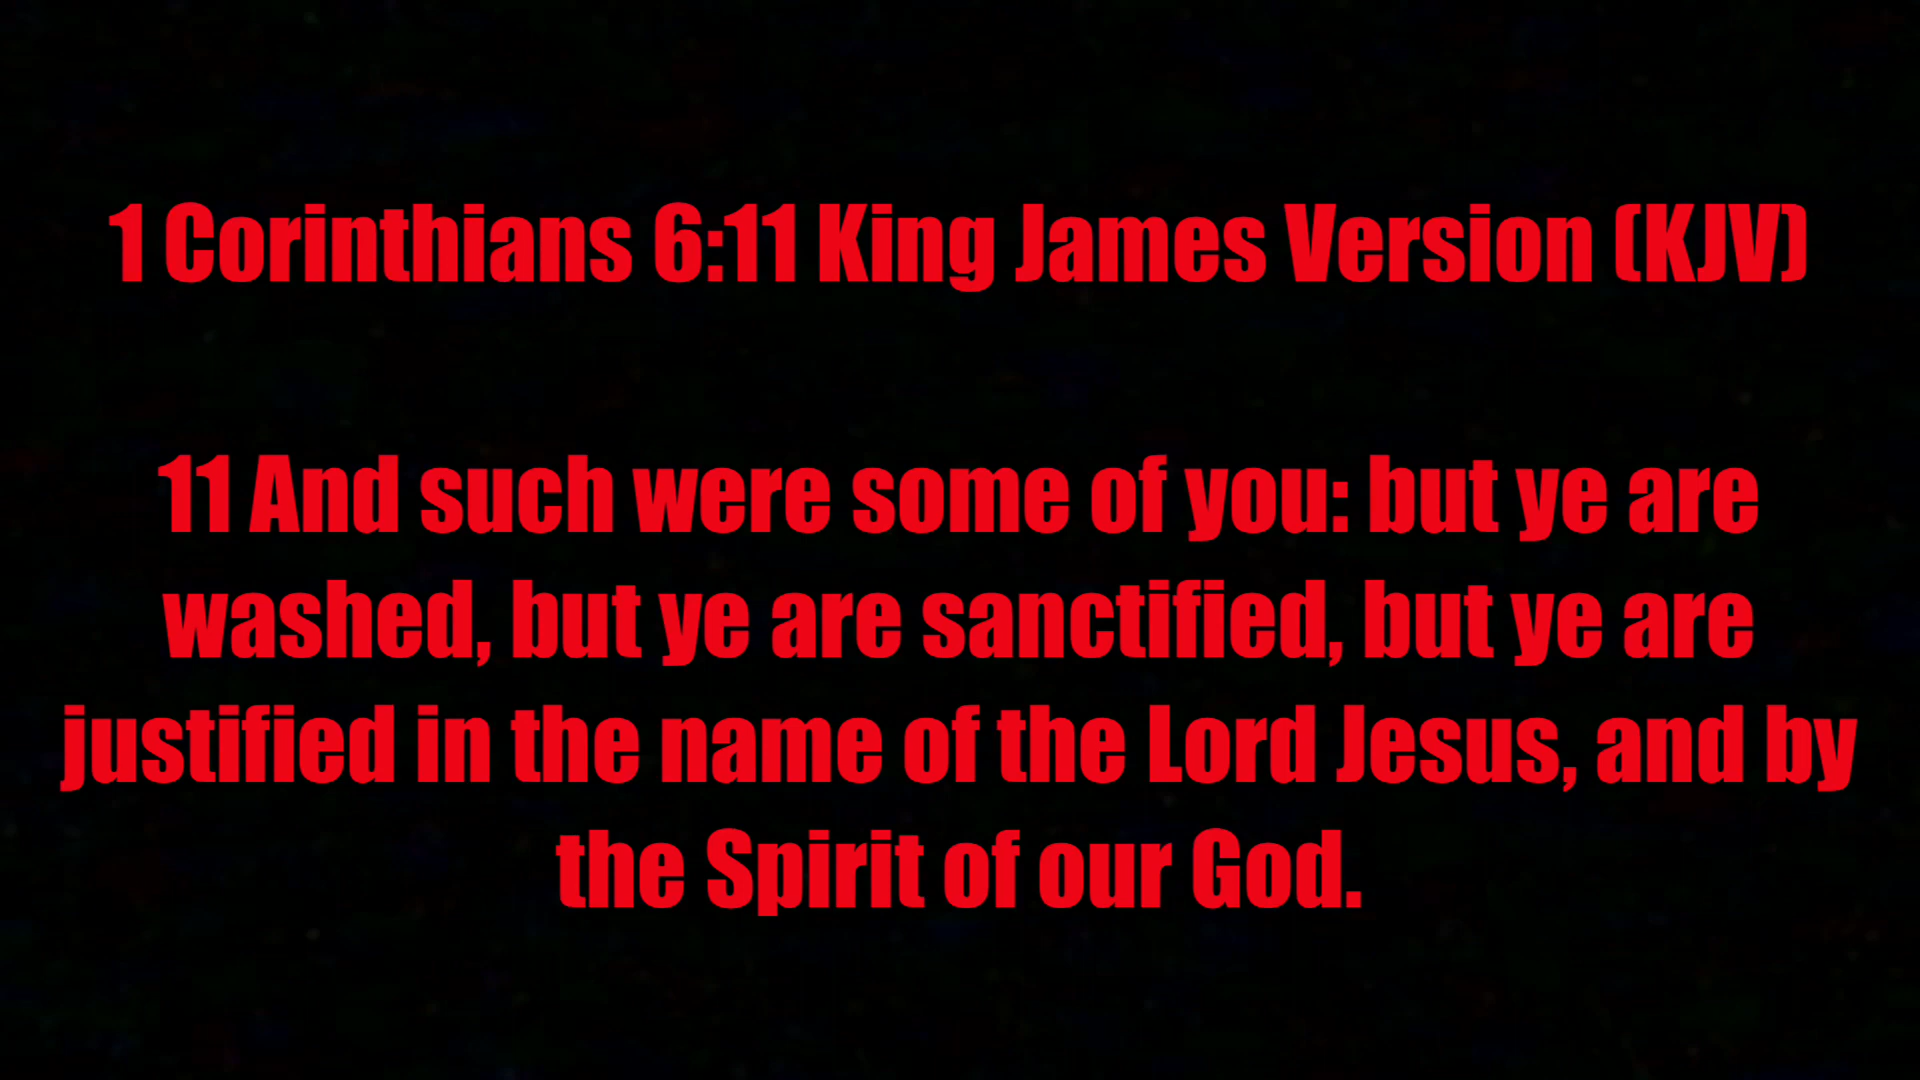 1 Corinthians 6:11 King James Version (KJV)
11 And such were some of you: but ye are
washed, but ye are sanctified, but ye are
justified in the name of the Lord Jesus, and by
the Spirit of our God.